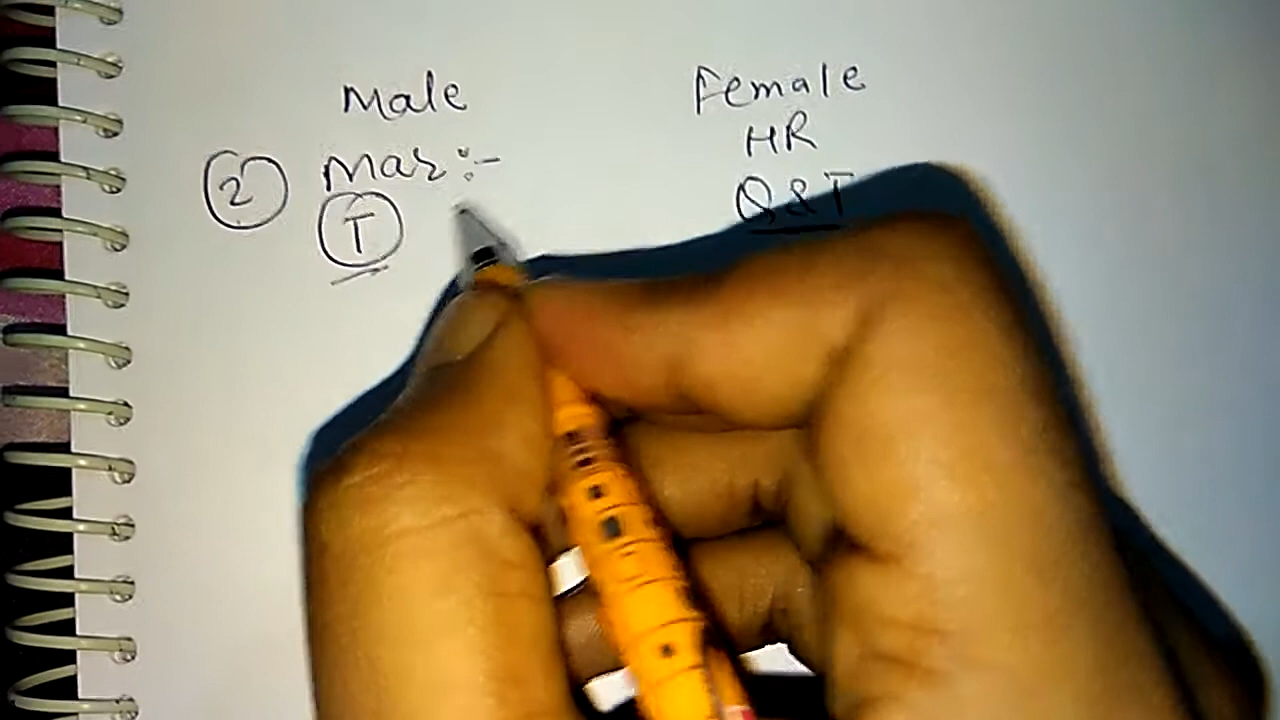 Male
Female
HR
② Mar :-
Q & T
T